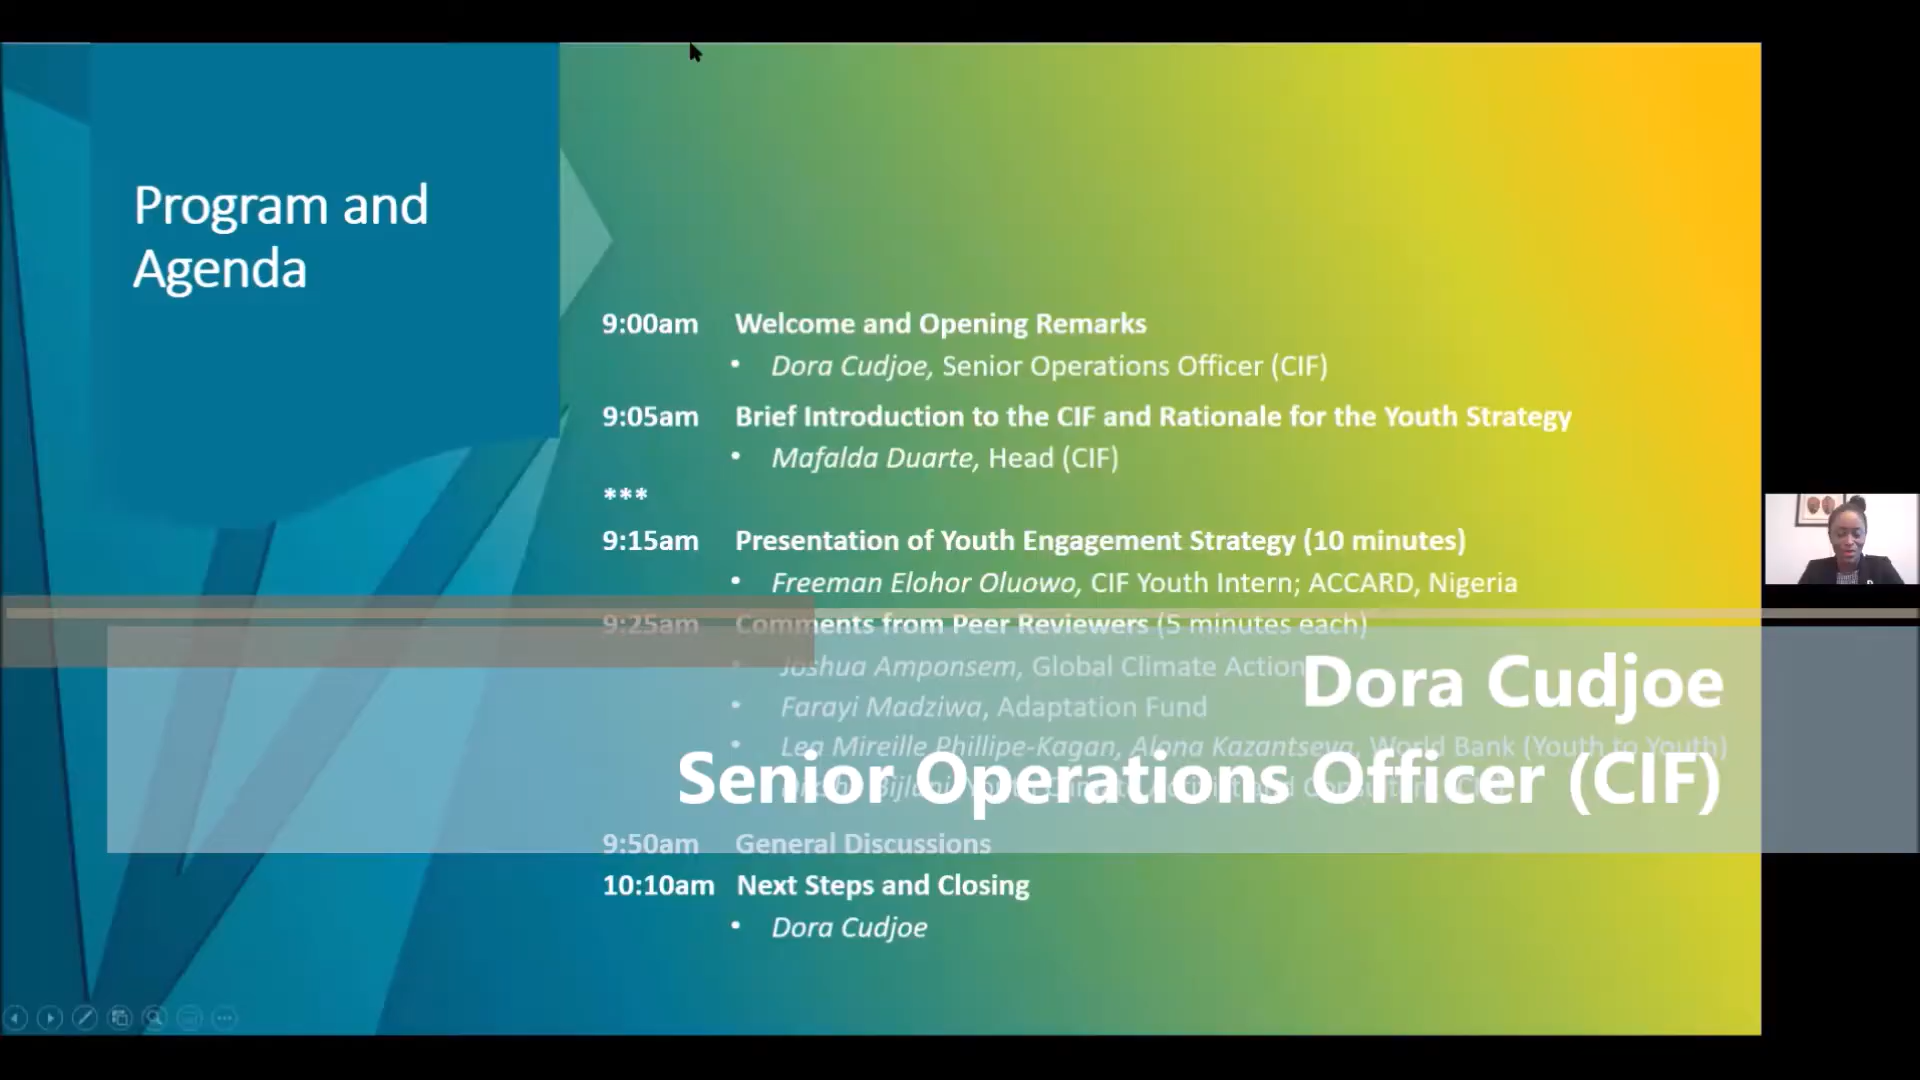 Program and
Agenda
9:00am Welcome and Opening Remarks
• Dora Cudjoe, Senior Operations Officer (CIF)
9:05am Brief Introduction to the CIF and Rationale for the Youth Strategy
• Mafalda Duarte, Head (CIF)
***
9:15am Presentation of Youth Engagement Strategy (10 minutes)
• Freeman Elohor Oluowo, CIF Youth Intern; ACCARD, Nigeria
9:25am Comments from Peer Reviewers (5 minutes each)
• Joshua Amponsem, Global Climate Action
• Farayi Madziwa, Adaptation Fund
• Lea Mireille Phillipe-Kagan, Alona Kazantseva, World Bank (Youth to Youth)
Bijlani
9:50am General Discussions
10:10am Next Steps and Closing
• Dora Cudjoe
Dora Cudjoe
Senior Operations Officer (CIF)